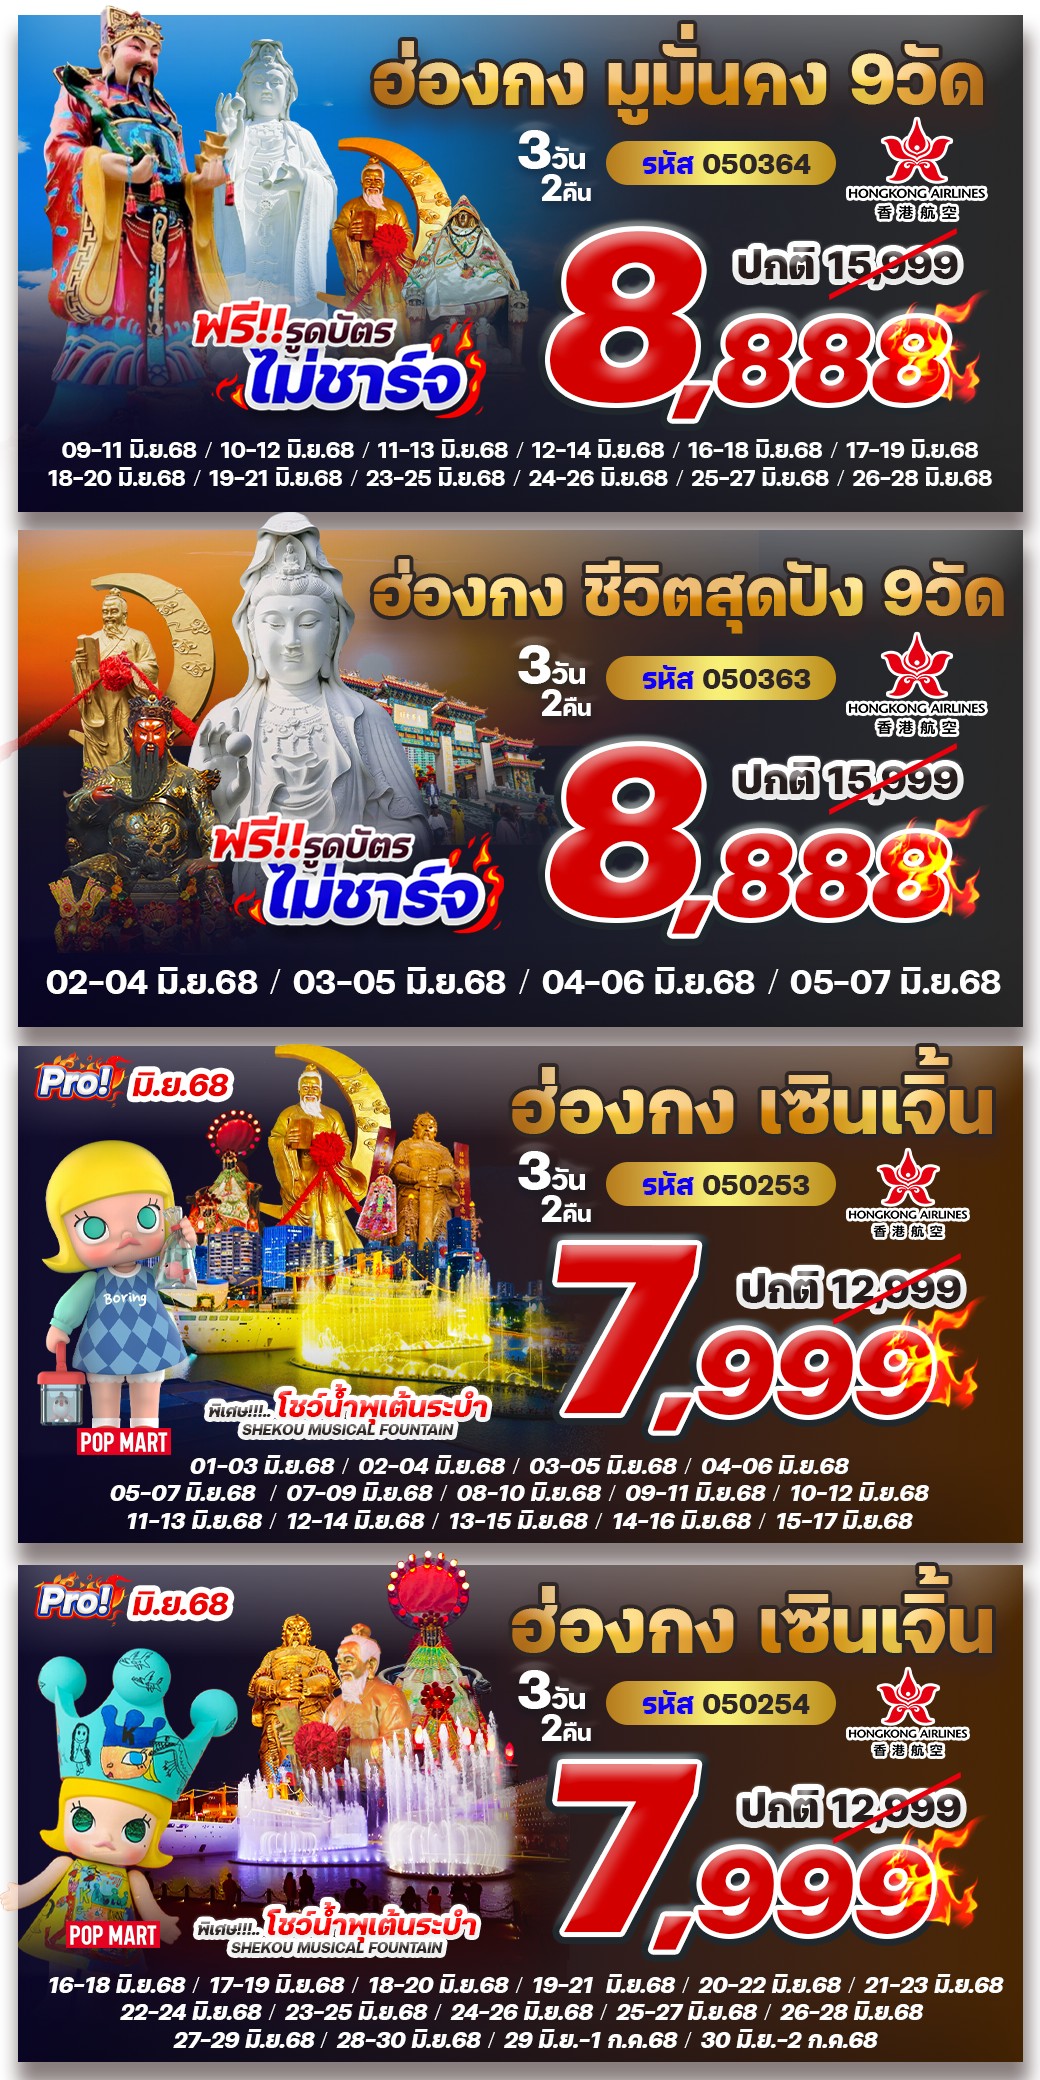 ฮ่องกง มูมั่นคง 9วัด
3วัน
2คืน
รหัส 050364
HONGKONG AIRLINES
香港航空
ปกติ 15,999
8,888
ฟรี!!รูดบัตร
ไม่ชาร์จ
09-11 มิ.ย.68 / 10-12 มิ.ย.68 / 11-13 มิ.ย.68 / 12-14 มิ.ย.68 / 16-18 มิ.ย.68 / 17-19 มิ.ย.68
18-20 มิ.ย.68 / 19-21 มิ.ย.68 / 23-25 มิ.ย.68 / 24-26 มิ.ย.68 / 25-27 มิ.ย.68 / 26-28 มิ.ย.68
ฮ่องกง ชีวิตสุดปัง 9วัด
3วัน
2คืน
รหัส 050363
HONGKONG AIRLINES
香港航空
ปกติ 15,999
8,888
ฟรี!!รูดบัตร
ไม่ชาร์จ
02-04 มิ.ย.68 / 03-05 มิ.ย.68 / 04-06 มิ.ย.68 / 05-07 มิ.ย.68
Pro! มิ.ย.68
ฮ่องกง เซินเจิ้น
3วัน
2คืน
รหัส 050253
HONGKONG AIRLINES
香港航空
ปกติ 12,999
7,999
Boring
POP MART
พิเศษ!!!.. โชว์น้ำพุเต้นระบำ
SHEKOU MUSICAL FOUNTAIN
01-03 มิ.ย.68 / 02-04 มิ.ย.68 / 03-05 มิ.ย.68 / 04-06 มิ.ย.68
05-07 มิ.ย.68 / 07-09 มิ.ย.68 / 08-10 มิ.ย.68 / 09-11 มิ.ย.68 / 10-12 มิ.ย.68
11-13 มิ.ย.68 / 12-14 มิ.ย.68 / 13-15 มิ.ย.68 / 14-16 มิ.ย.68 / 15-17 มิ.ย.68
Pro! มิ.ย.68
ฮ่องกง เซินเจิ้น
3วัน
2คืน
รหัส 050254
HONGKONG AIRLINES
香港航空
ปกติ 12,999
7,999
POP MART
พิเศษ!!!.. โชว์น้ำพุเต้นระบำ
SHEKOU MUSICAL FOUNTAIN
16-18 มิ.ย.68 / 17-19 มิ.ย.68 / 18-20 มิ.ย.68 / 19-21 มิ.ย.68 / 20-22 มิ.ย.68 / 21-23 มิ.ย.68
22-24 มิ.ย.68 / 23-25 มิ.ย.68 / 24-26 มิ.ย.68 / 25-27 มิ.ย.68 / 26-28 มิ.ย.68
27-29 มิ.ย.68 / 28-30 มิ.ย.68 / 29 มิ.ย.-1 ก.ค.68 / 30 มิ.ย.-2 ก.ค.68